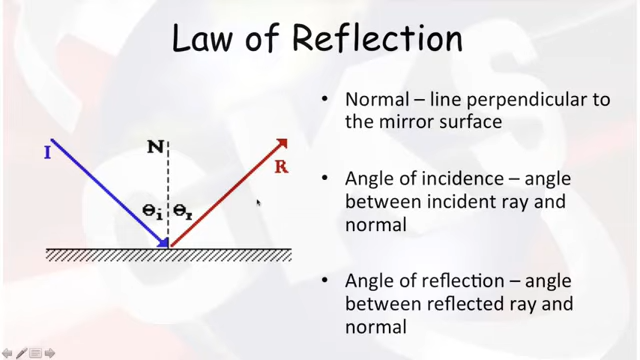 Law of Reflection
I
N
R
Θi
Θr
• Normal – line perpendicular to
the mirror surface
• Angle of incidence – angle
between incident ray and
normal
• Angle of reflection – angle
between reflected ray and
normal